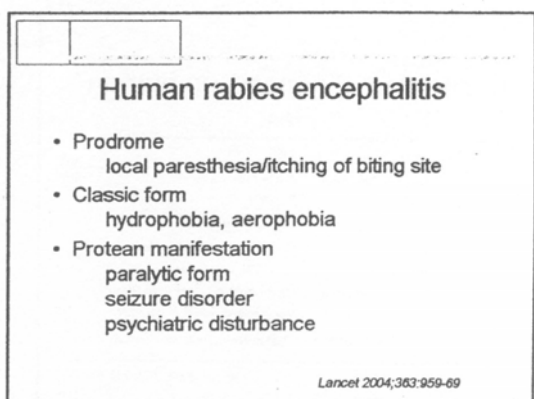 Human rabies encephalitis
• Prodrome
local paresthesia/itching of biting site
• Classic form
hydrophobia, aerophobia
• Protean manifestation
paralytic form
seizure disorder
psychiatric disturbance
Lancet 2004;363:959-69